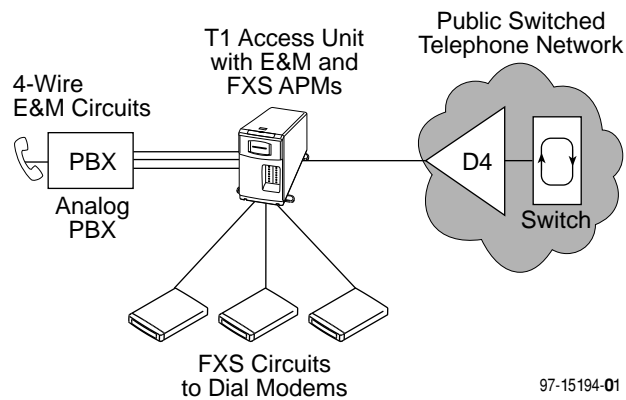 Public Switched
Telephone Network
T1 Access Unit
with E&M and
FXS APMs
4-Wire
E&M Circuits
PBX
D4
Analog
PBX
Switch
FXS Circuits
to Dial Modems
97-15194-01